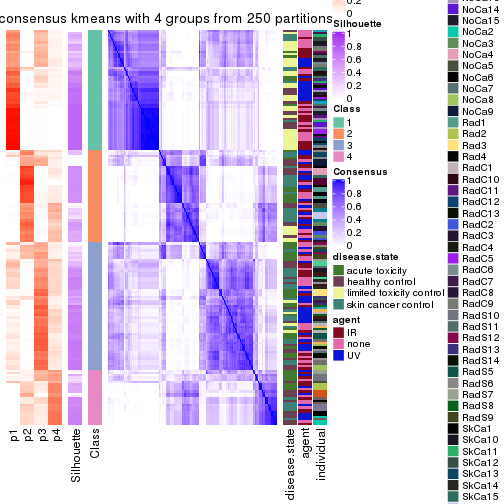 consensus kmeans with 4 groups from 250 partitions
p1
p2
p3
p4
Silhouette
Class
disease.state
agent
individual
0.2
0
Silhouette
1
0.8
0.6
0.4
0.2
0
Class
1
2
3
4
Consensus
1
0.8
0.6
0.4
0.2
0
disease.state
acute toxicity
healthy control
limited toxicity control
skin cancer control
agent
IR
none
UV
NoCa14
NoCa15
NoCa2
NoCa3
NoCa5
NoCa6
NoCa7
NoCa8
NoCa9
Rad1
Rad2
Rad3
Rad4
RadC1
RadC10
RadC11
RadC12
RadC13
RadC2
RadC3
RadC4
RadC5
RadC6
RadC7
RadC8
RadC9
RadS10
RadS11
RadS12
RadS13
RadS14
RadS5
RadS6
RadS7
RadS8
RadS9
SkCa1
SkCa10
SkCa11
SkCa12
SkCa13
SkCa14
SkCa15